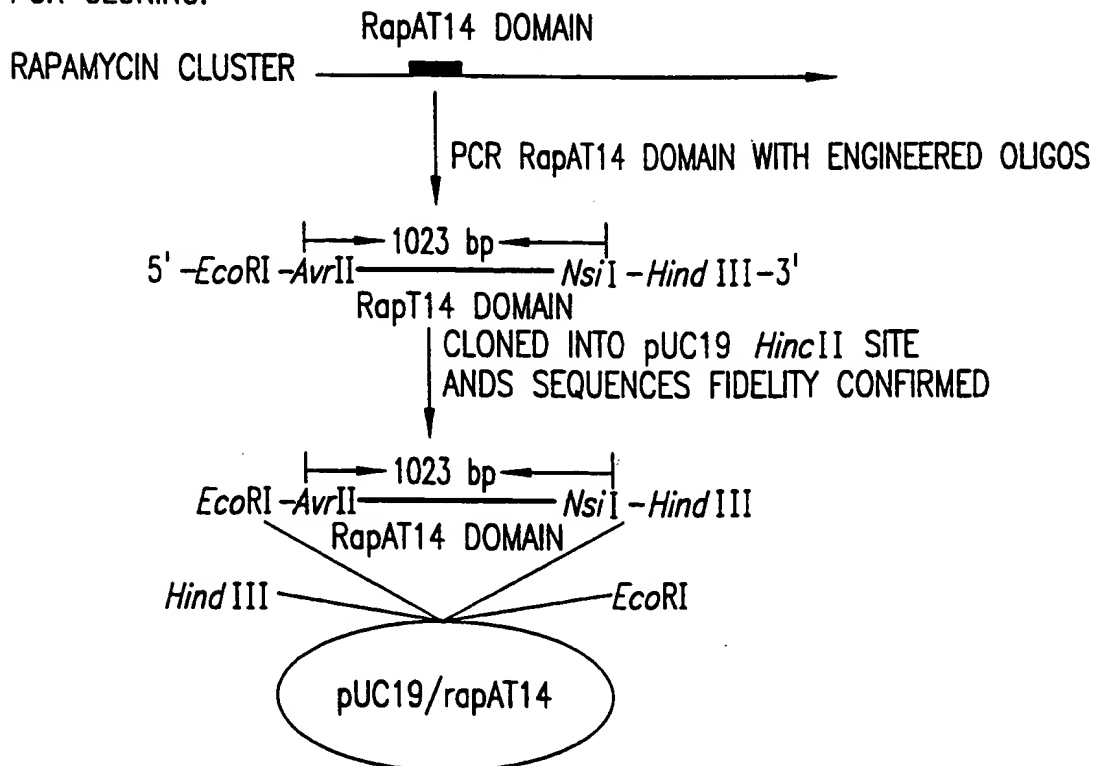 RapAT14 DOMAIN
RAPAMYCIN CLUSTER
PCR RapAT14 DOMAIN WITH ENGINEERED OLIGOS
1023 bp
5' -EcoRI -AvrII NsiI -Hind III-3'
RapT14 DOMAIN
CLONED INTO pUC19 HincII SITE
ANDS SEQUENCES FIDELITY CONFIRMED
1023 bp
EcoRI -AvrII NsiI -Hind III
RapAT14 DOMAIN
Hind III EcoRI
pUC19/rapAT14